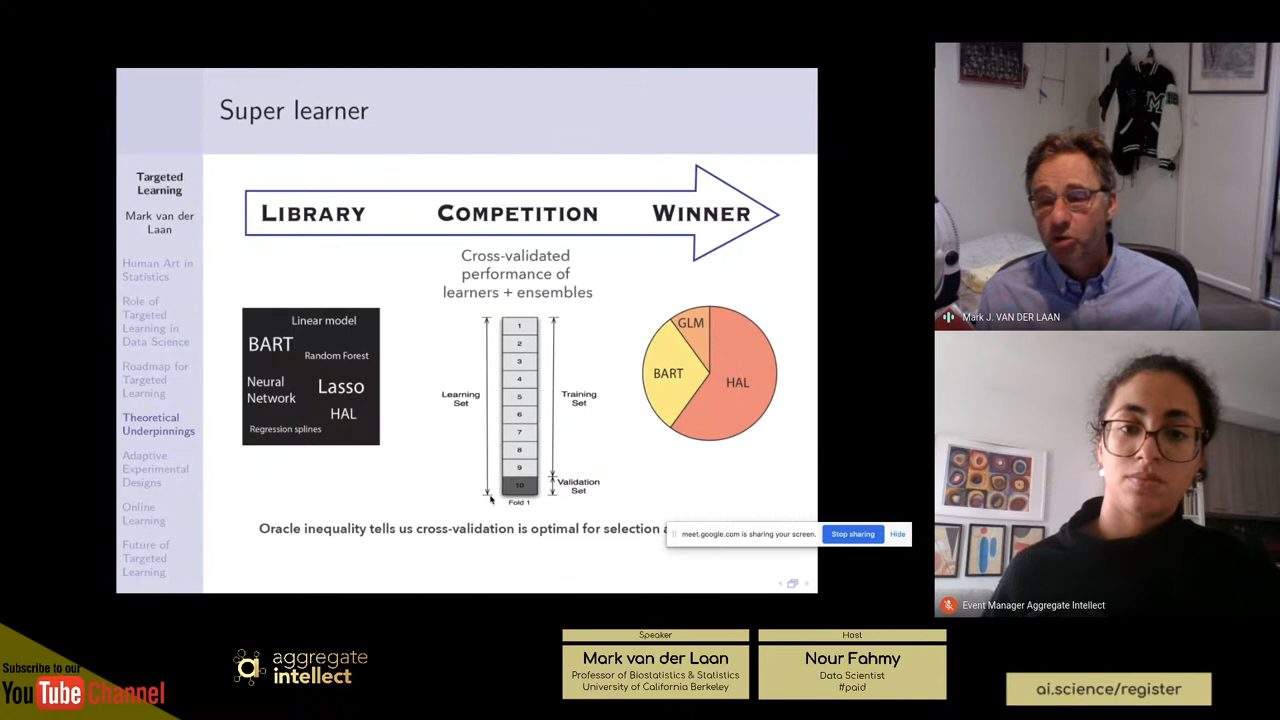 Super learner
Targeted
Learning
Mark van der
Laan
Human Art in
Statistics
Role of
Targeted
Learning in
Data Science
Roadmap for
Targeted
Learning
Theoretical
Underpinnings
Adaptive
Experimental
Designs
Online
Learning
Future of
Targeted
Learning
LIBRARY
COMPETITION
WINNER
Cross-validated
performance of
learners + ensembles
Linear model
BART
Random Forest
Neural
Network
Lasso
HAL
Regression splines
Learning
Set
1
2
3
4
5
6
7
8
9
10
Fold 1
Training
Set
Validation
Set
GLM
BART
HAL
Oracle inequality tells us cross-validation is optimal for selection
meet.google.com is sharing your screen.
Stop sharing
Hide
Mark J. VAN DER LAAN
M
Event Manager Aggregate Intellect
Subscribe to our
YouTube Channel
a
aggregate
intellect
Speaker
Mark van der Laan
Professor of Biostatistics & Statistics
University of California Berkeley
Host
Nour Fahmy
Data Scientist
#paid
ai.science/register